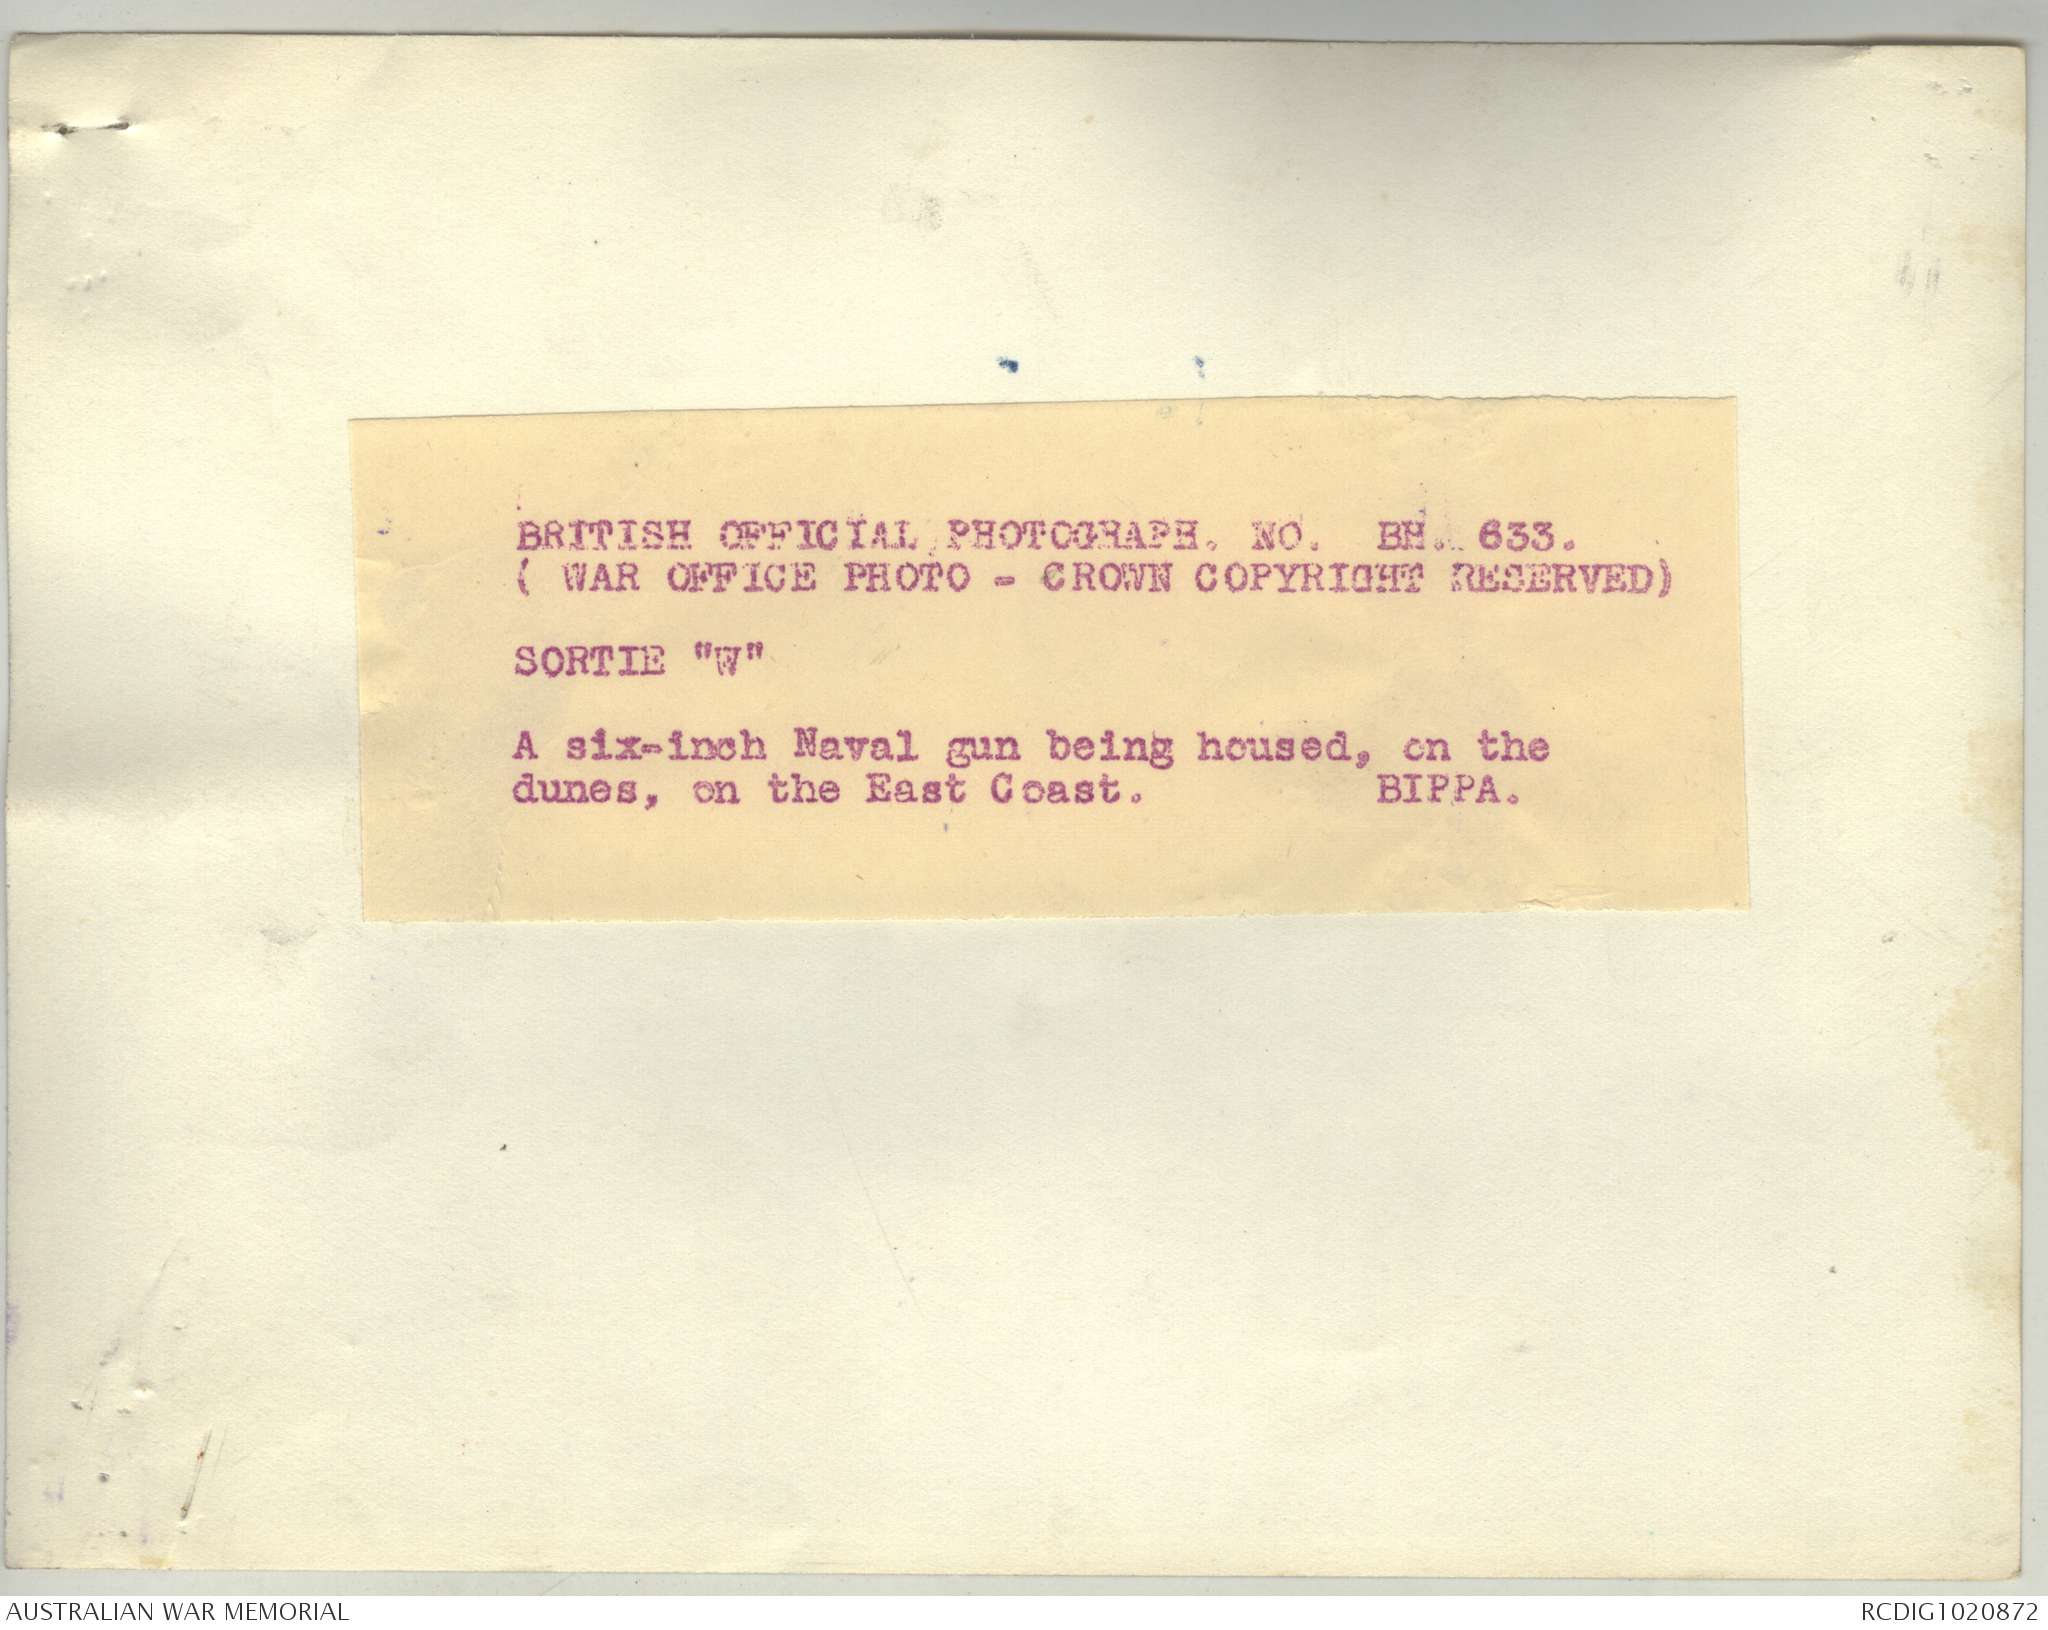 BRITISH OFFICIAL PHOTOGRAPH. NO. BH. 633.
( WAR OFFICE PHOTO - CROWN COPYRIGHT RESERVED)
SORTIE "W"
A six-inch Naval gun being housed, on the
dunes, on the East Coast. BIPPA.
AUSTRALIAN WAR MEMORIAL
RCDIG1020872